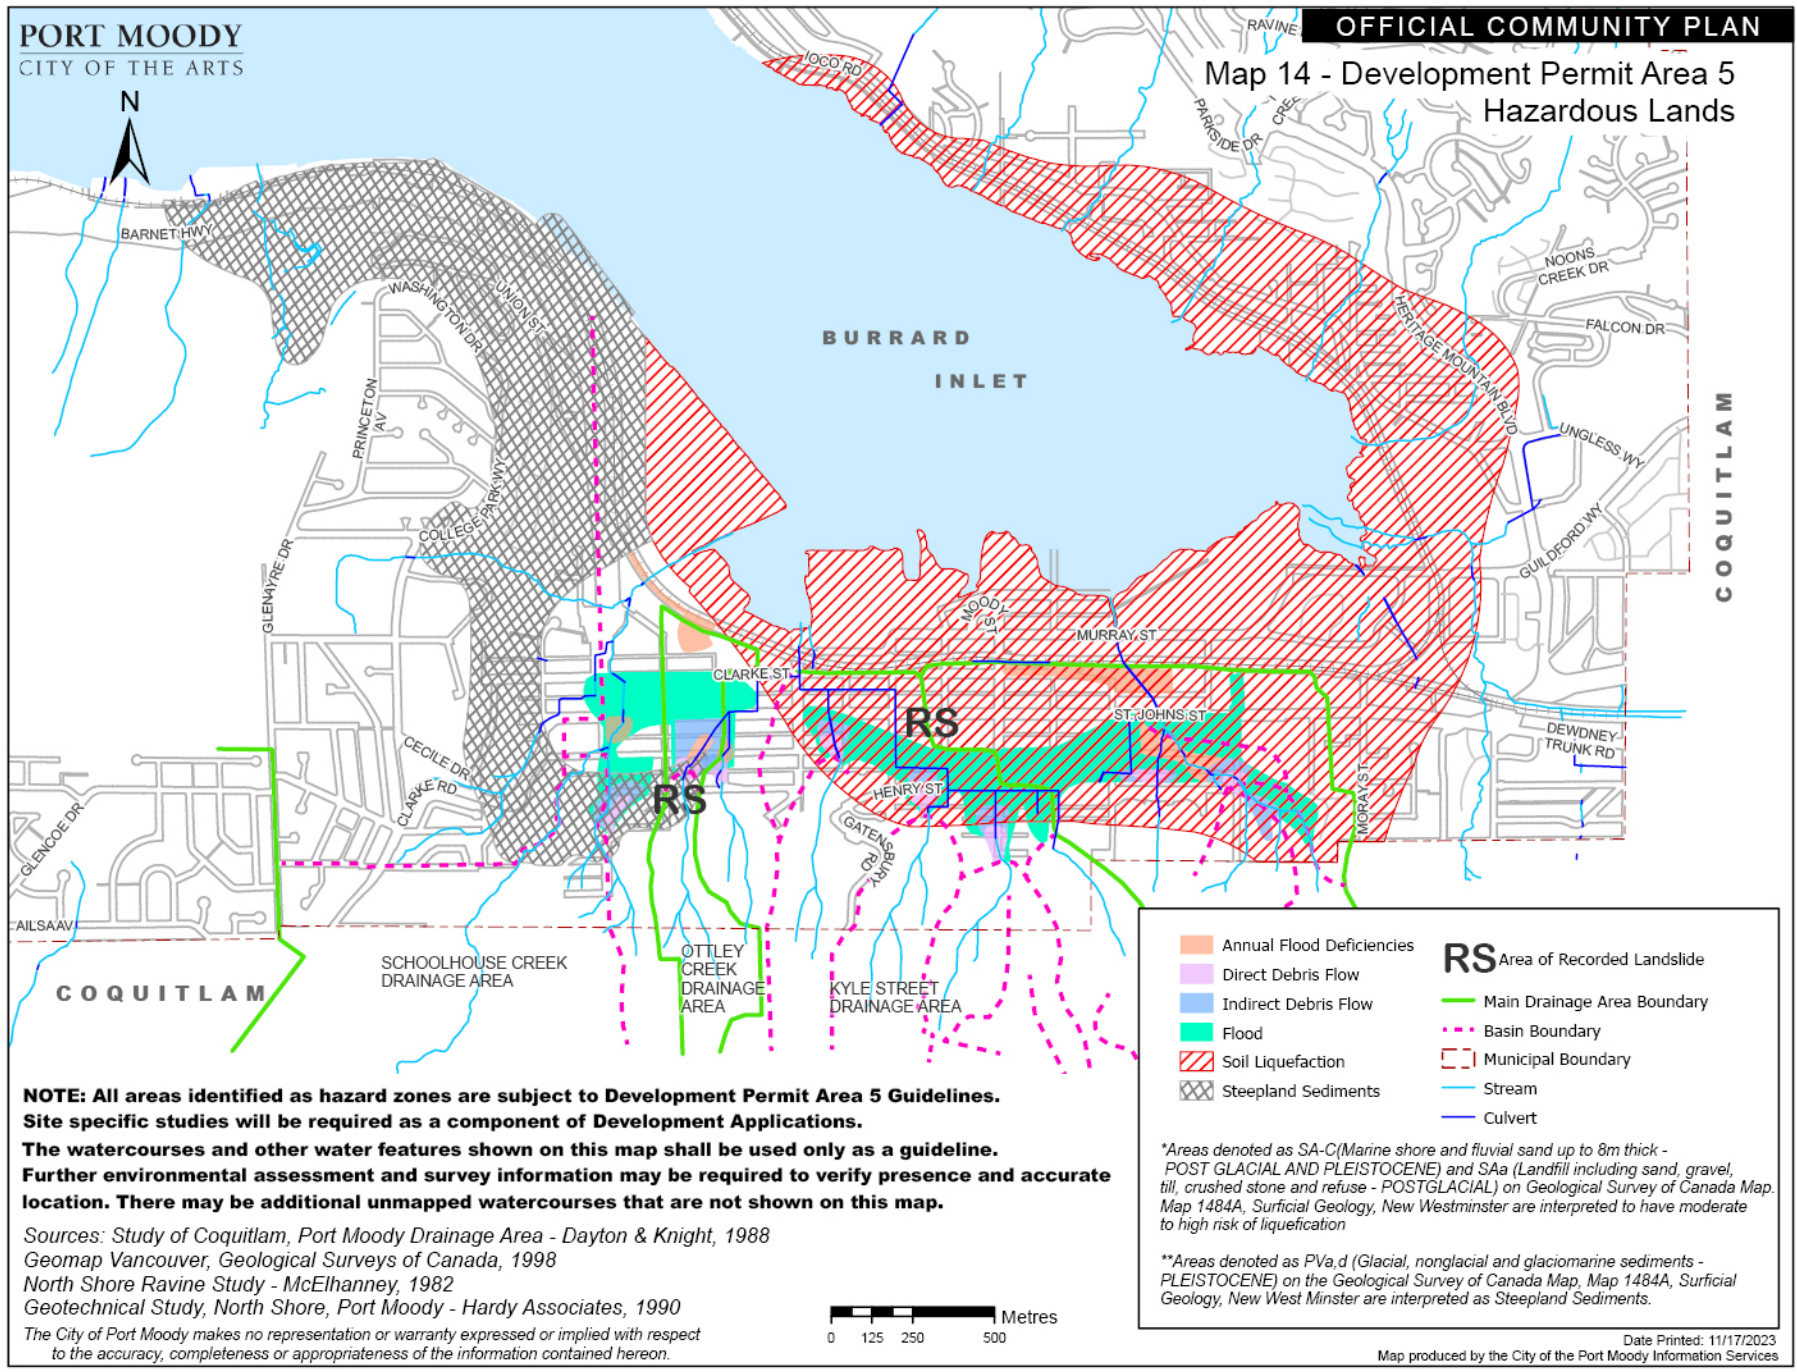 PORT MOODY
CITY OF THE ARTS
N
OFFICIAL COMMUNITY PLAN
Map 14 - Development Permit Area 5
Hazardous Lands
RAVINE
IOCO RD
PARKSIDE DR
BARNET HWY
WASHINGTON DR
UNION ST
NOONS
CREEK DR
FALCON DR
HERITAGE MOUNTAIN BLVD
BURRARD
INLET
PRINCETON
AV
COLLEGE PARK WY
UNGLESS WY
GUILDFORD WY
COQUITLAM
GLENAYRE DR
MOODY
ST
MURRAY ST
CLARKE ST
ST. JOHNS ST
RS
RS
DEWDNEY
TRUNK RD
CECILE DR
CLARKE RD
HENRY ST
MORAY ST
GLENCOE DR
GATENSBURY
RD
AILSA AV
COQUITLAM
SCHOOLHOUSE CREEK
DRAINAGE AREA
OTTLEY
CREEK
DRAINAGE
AREA
KYLE STREET
DRAINAGE AREA
Annual Flood Deficiencies
Direct Debris Flow
Indirect Debris Flow
Flood
Soil Liquefaction
Steepland Sediments
RS Area of Recorded Landslide
Main Drainage Area Boundary
Basin Boundary
Municipal Boundary
Stream
Culvert
*Areas denoted as SA-C(Marine shore and fluvial sand up to 8m thick -
POST GLACIAL AND PLEISTOCENE) and SAa (Landfill including sand, gravel,
till, crushed stone and refuse - POSTGLACIAL) on Geological Survey of Canada Map.
Map 1484A, Surficial Geology, New Westminster are interpreted to have moderate
to high risk of liquefication
**Areas denoted as PVa,d (Glacial, nonglacial and glaciomarine sediments -
PLEISTOCENE) on the Geological Survey of Canada Map, Map 1484A, Surficial
Geology, New West Minster are interpreted as Steepland Sediments.
NOTE: All areas identified as hazard zones are subject to Development Permit Area 5 Guidelines.
Site specific studies will be required as a component of Development Applications.
The watercourses and other water features shown on this map shall be used only as a guideline.
Further environmental assessment and survey information may be required to verify presence and accurate
location. There may be additional unmapped watercourses that are not shown on this map.
Sources: Study of Coquitlam, Port Moody Drainage Area - Dayton & Knight, 1988
Geomap Vancouver, Geological Surveys of Canada, 1998
North Shore Ravine Study - McElhanney, 1982
Geotechnical Study, North Shore, Port Moody - Hardy Associates, 1990
The City of Port Moody makes no representation or warranty expressed or implied with respect
to the accuracy, completeness or appropriateness of the information contained hereon.
0 125 250 500 Metres
Date Printed: 11/17/2023
Map produced by the City of the Port Moody Information Services